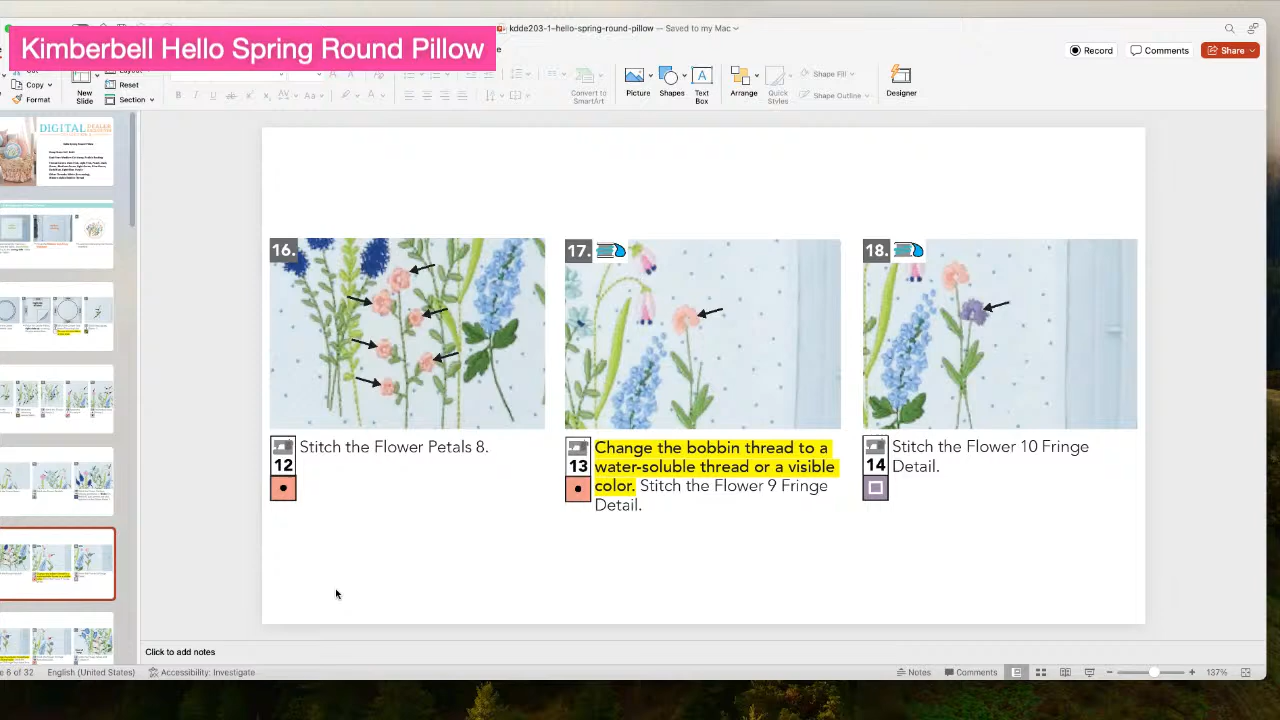 Kimberbell Hello Spring Round Pillow
kdde203-1-hello-spring-round-pillow — Saved to my Mac
Record
Comments
Share
Cut
Copy
Format
New
Slide
Layout
Reset
Section
Convert to
SmartArt
Picture
Shapes
Text
Box
Arrange
Quick
Styles
Shape Fill
Shape Outline
Designer
DIGITAL
16.
17.
18.
12
Stitch the Flower Petals 8.
13
Change the bobbin thread to a
water-soluble thread or a visible
color. Stitch the Flower 9 Fringe
Detail.
14
Stitch the Flower 10 Fringe
Detail.
Click to add notes
e 6 of 32
English (United States)
Accessibility: Investigate
Notes
Comments
137%